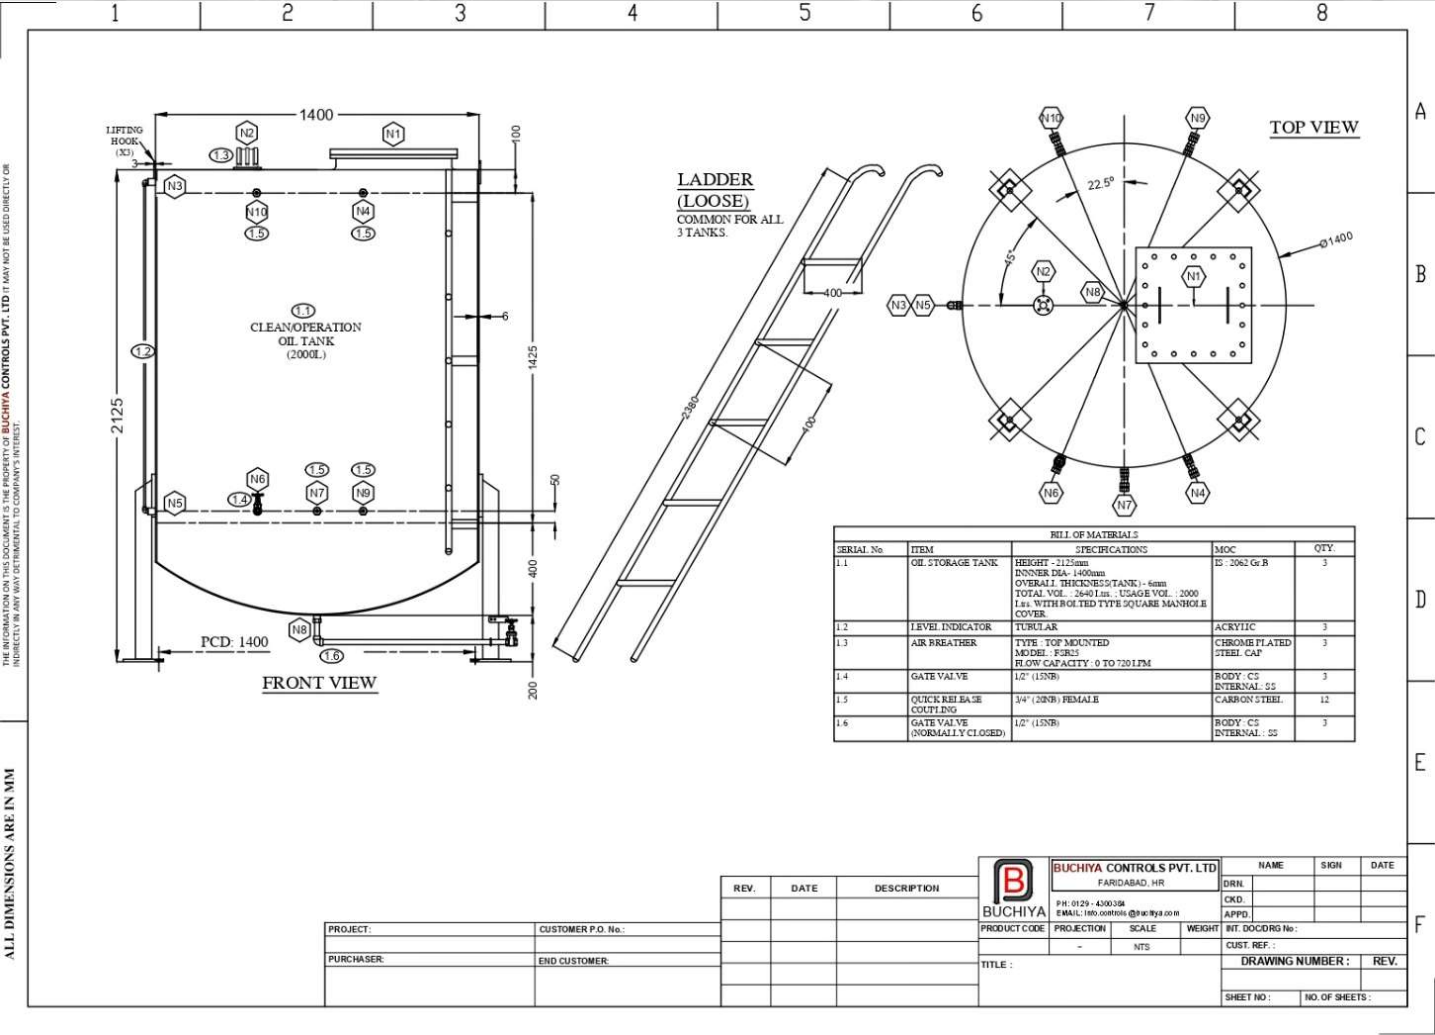 1 2 3 4 5 6 7 8
A
B
C
D
E
F
THE INFORMATION ON THIS DOCUMENT IS THE PROPERTY OF BUCHIYA CONTROLS PVT. LTD IT MAY NOT BE USED DIRECTLY OR
INDIRECTLY IN ANY WAY DETRIMENTAL TO COMPANY'S INTEREST.
ALL DIMENSIONS ARE IN MM
1400
LIFTING
HOOK
(X3)
3
N2
1.3
N1
100
N3
N10
1.5
N4
1.5
1.1
CLEAN/OPERATION
OIL TANK
(2000L)
6
1.2
2125
1425
N5
N6
1.4
1.5
N7
1.5
N9
50
400
N8
PCD: 1400
1.6
200
FRONT VIEW
LADDER
(LOOSE)
COMMON FOR ALL
3 TANKS.
400
2380
400
TOP VIEW
N10
N9
22.5°
45°
Ø1400
N3
N5
N2
N8
N1
N6
N7
N4
BILL OF MATERIALS
SERIAL No ITEM SPECIFICATIONS MOC QTY.
1.1 OIL STORAGE TANK HEIGHT - 2125mm IS : 2062 Gr.B 3
INNNER DIA- 1400mm
OVERALL THICKNESS(TANK) - 6mm
TOTAL VOL. : 2640 Ltrs. ; USAGE VOL. : 2000
Ltrs. WITH BOLTED TYPE SQUARE MANHOLE
COVER.
1.2 LEVEL INDICATOR TUBULAR ACRYLIC 3
1.3 AIR BREATHER TYPE : TOP MOUNTED CHROME PLATED 3
MODEL : FSB25 STEEL CAP
FLOW CAPACITY : 0 TO 720 LPM
1.4 GATE VALVE 1/2" (15NB) BODY : CS 3
INTERNAL : SS
1.5 QUICK RELEASE 3/4" (20NB) FEMALE CARBON STEEL 12
COUPLING
1.6 GATE VALVE 1/2" (15NB) BODY : CS 3
(NORMALLY CLOSED) INTERNAL : SS
PROJECT: CUSTOMER P.O. No.:
PURCHASER: END CUSTOMER:
REV. DATE DESCRIPTION
B
BUCHIYA
BUCHIYA CONTROLS PVT. LTD
FARIDABAD, HR
PH: 0129 - 4300364
EMAIL: info.controls@buchiya.com
NAME SIGN DATE
DRN.
CKD.
APPD.
PRODUCT CODE PROJECTION SCALE WEIGHT INT. DOC/DRG No :
- NTS
CUST. REF. :
TITLE :
DRAWING NUMBER : REV.
SHEET NO : NO. OF SHEETS :